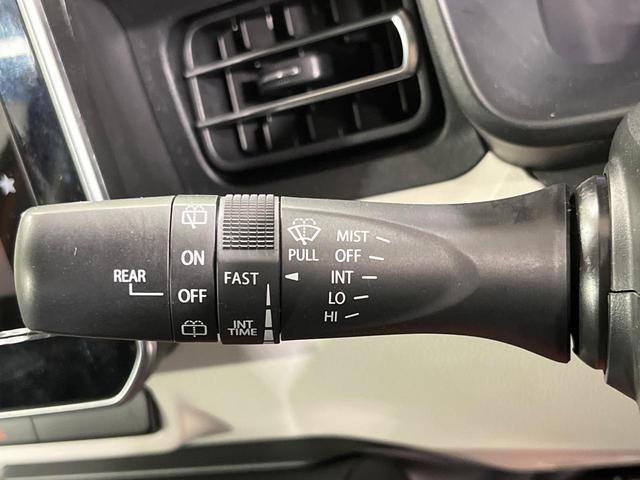 REAR
ON
OFF
FAST
INT
TIME
PULL
MIST
OFF
INT
LO
HI